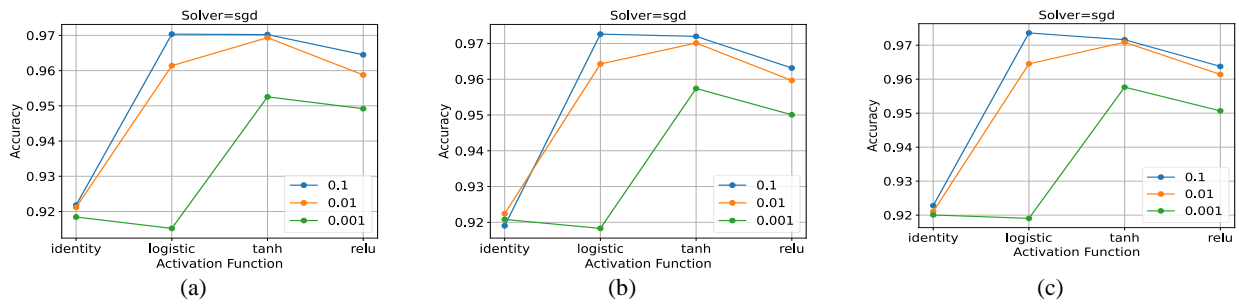 Solver=sgd
0.97
0.96
0.95
0.94
0.93
0.92
Accuracy
0.1
0.01
0.001
identity logistic tanh relu
Activation Function
(a)
Solver=sgd
0.97
0.96
0.95
0.94
0.93
0.92
Accuracy
0.1
0.01
0.001
identity logistic tanh relu
Activation Function
(b)
Solver=sgd
0.97
0.96
0.95
0.94
0.93
0.92
Accuracy
0.1
0.01
0.001
identity logistic tanh relu
Activation Function
(c)